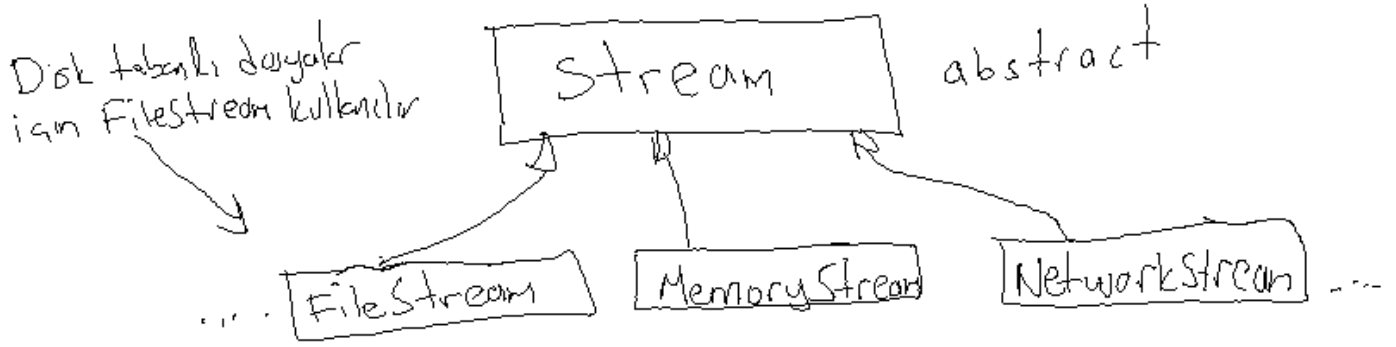 Disk tabanlı dosyalar
için FileStream kullanılır
Stream
abstract
..... FileStream
MemoryStream
NetworkStream ....